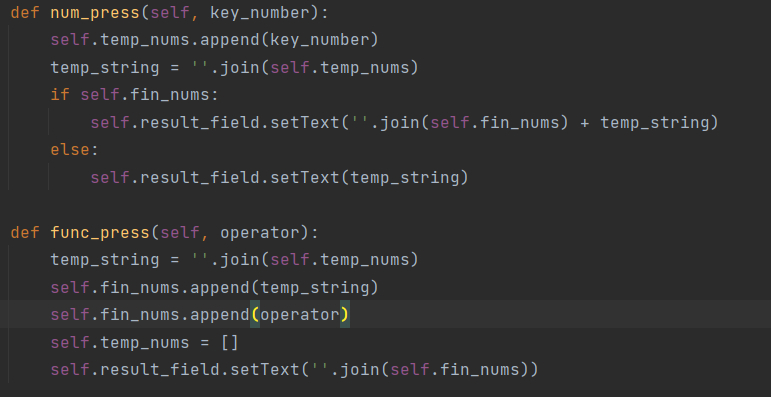 def num_press(self, key_number):
    self.temp_nums.append(key_number)
    temp_string = ''.join(self.temp_nums)
    if self.fin_nums:
        self.result_field.setText(''.join(self.fin_nums) + temp_string)
    else:
        self.result_field.setText(temp_string)

def func_press(self, operator):
    temp_string = ''.join(self.temp_nums)
    self.fin_nums.append(temp_string)
    self.fin_nums.append(operator)
    self.temp_nums = []
    self.result_field.setText(''.join(self.fin_nums))